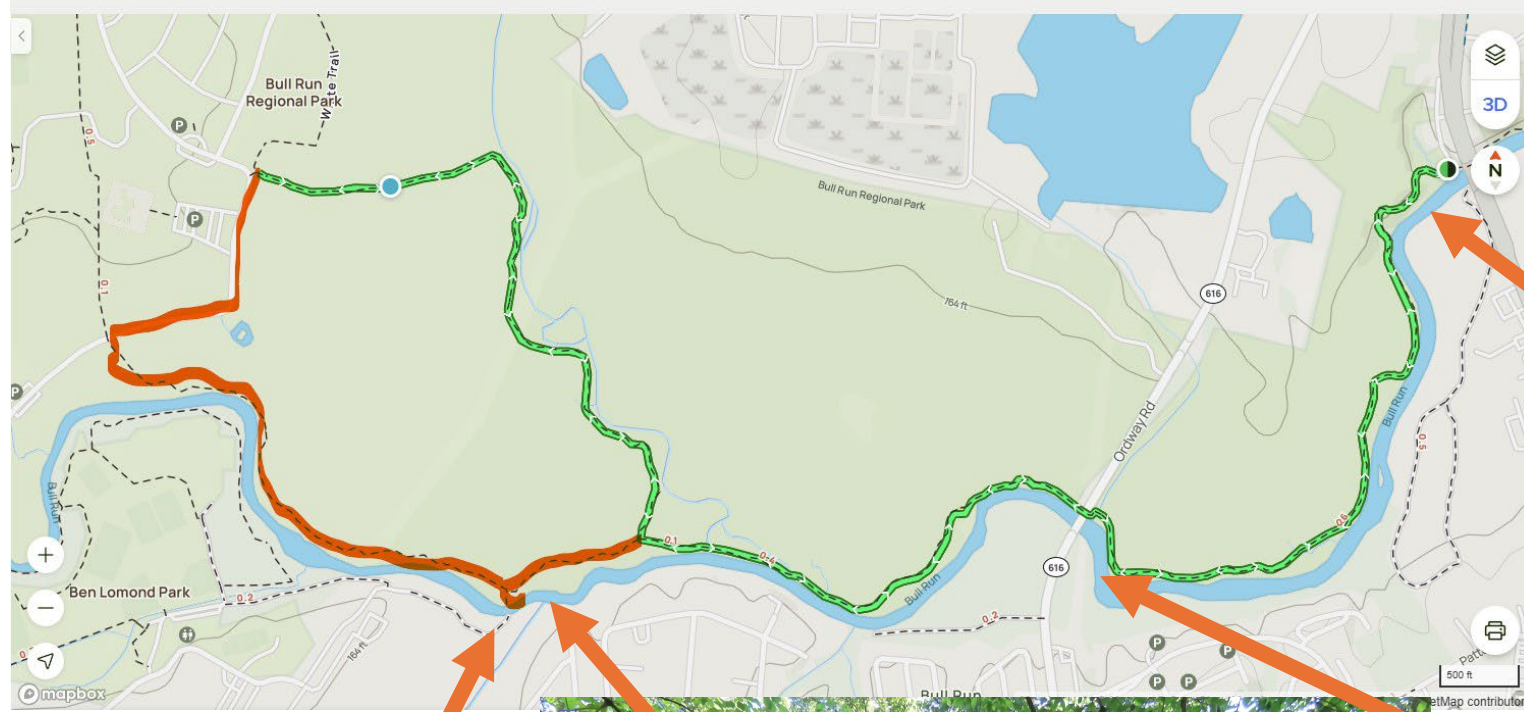 3D
N
Bull Run
Regional Park
P
0.5
P
Bull Run Regional Park
164 ft
616
0.1
P
Ordway Rd
Bull Run
0.5
Bull Run
0.6
0.1
0.4
Bull Run
616
0.2
Ben Lomond Park
0.2
164 ft
P
P
P
P
Bull Run
500 ft
mapbox